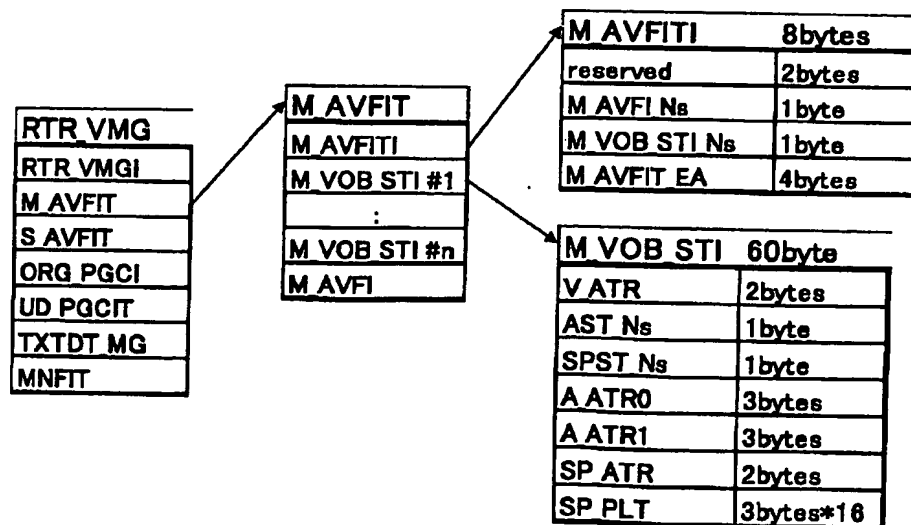 RTR_VMG
RTR VMGI
M AVFIT
S AVFIT
ORG PGCI
UD PGCIT
TXTDT MG
MNFIT
M AVFIT
M AVFITI
M VOB STI #1
:
M VOB STI #n
M AVFI
M AVFITI 8bytes
reserved 2bytes
M AVFI Ns 1byte
M VOB STI Ns 1byte
M AVFIT EA 4bytes
M VOB STI 60byte
V ATR 2bytes
AST Ns 1byte
SPST Ns 1byte
A ATR0 3bytes
A ATR1 3bytes
SP ATR 2bytes
SP PLT 3bytes*16